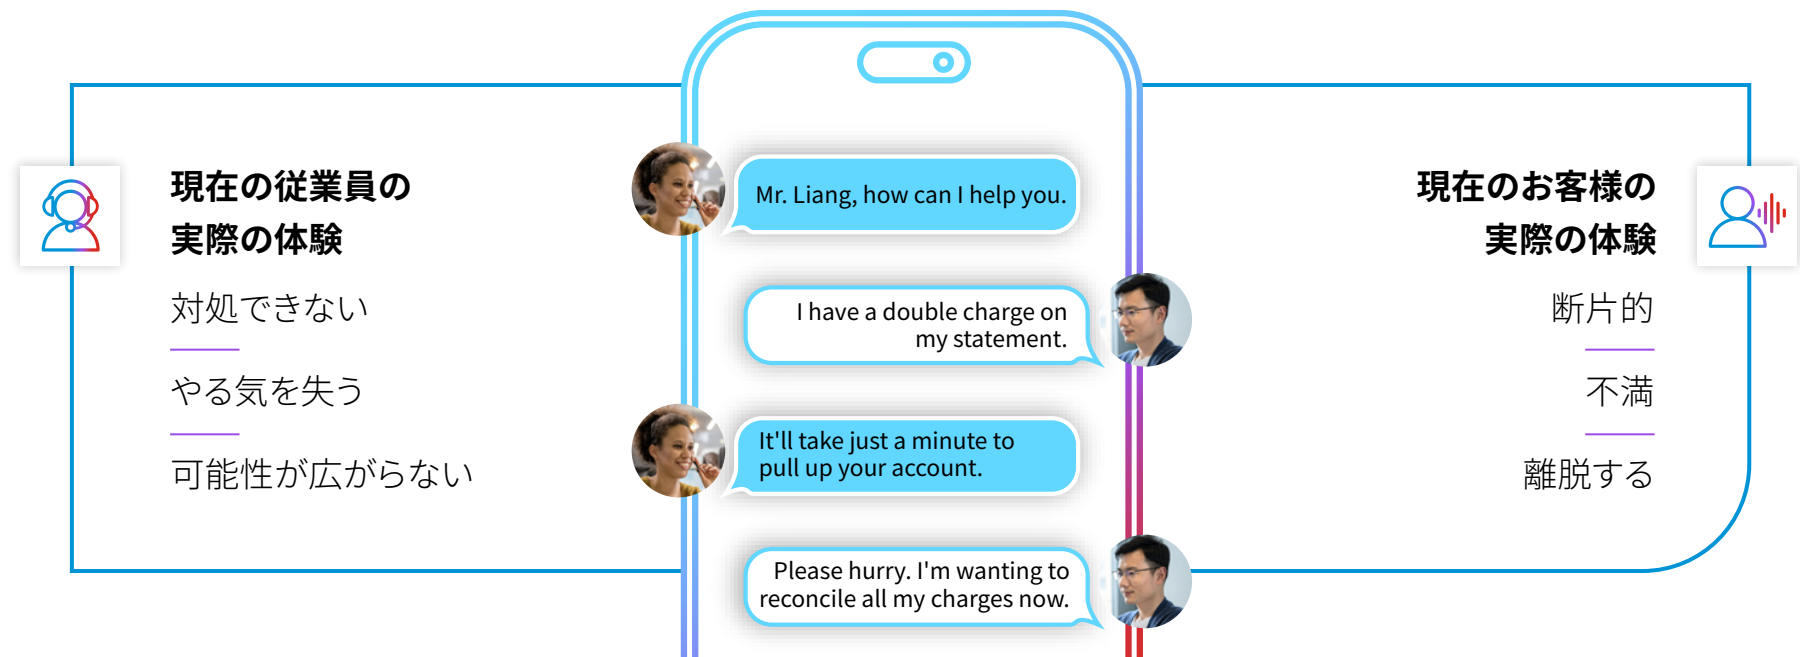 現在の従業員の
実際の体験
対処できない
やる気を失う
可能性が広がらない
Mr. Liang, how can I help you.
I have a double charge on
my statement.
It'll take just a minute to
pull up your account.
Please hurry. I'm wanting to
reconcile all my charges now.
現在のお客様の
実際の体験
断片的
不満
離脱する